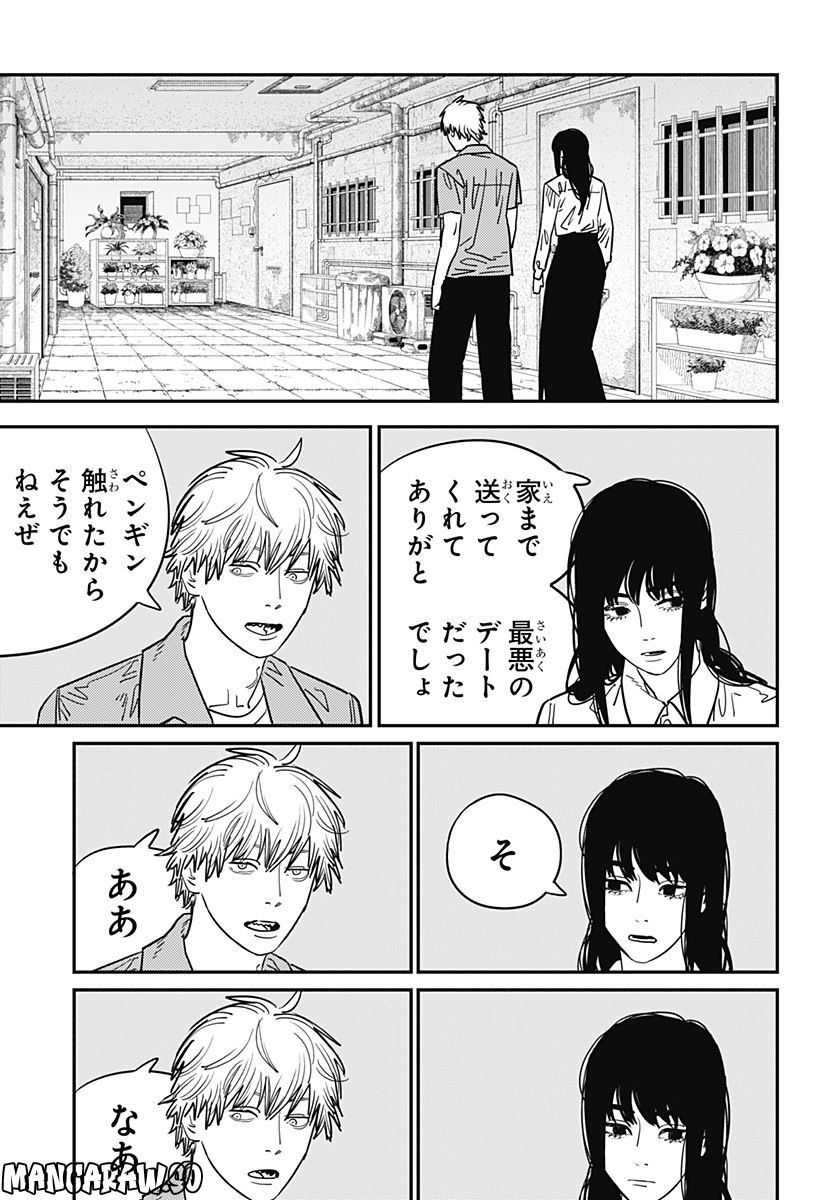 家まで
送って
くれて
ありがと
最悪の
デート
だった
でしょ
ペンギン
触れたから
そうでも
ねえぜ
そ
ああ
なあ
MANGARAW.GO